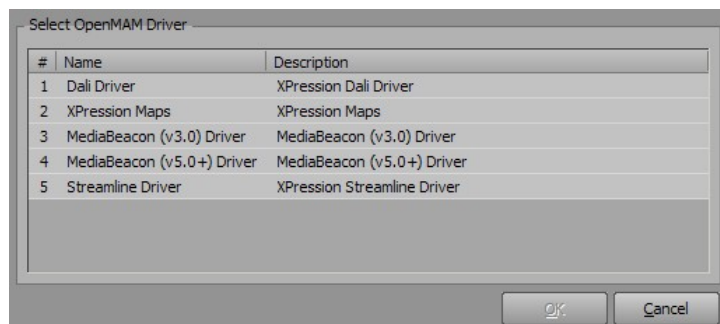 Select OpenMAM Driver
# Name Description
1 Dali Driver XPression Dali Driver
2 XPression Maps XPression Maps
3 MediaBeacon (v3.0) Driver MediaBeacon (v3.0) Driver
4 MediaBeacon (v5.0+) Driver MediaBeacon (v5.0+) Driver
5 Streamline Driver XPression Streamline Driver
OK Cancel